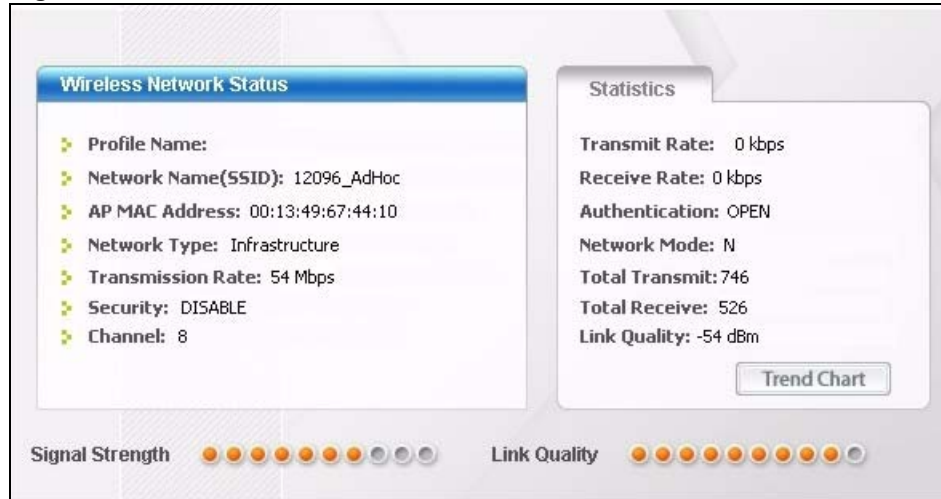 Wireless Network Status
Profile Name:
Network Name(SSID): 12096_AdHoc
AP MAC Address: 00:13:49:67:44:10
Network Type: Infrastructure
Transmission Rate: 54 Mbps
Security: DISABLE
Channel: 8
Statistics
Transmit Rate: 0 kbps
Receive Rate: 0 kbps
Authentication: OPEN
Network Mode: N
Total Transmit: 746
Total Receive: 526
Link Quality: -54 dBm
Trend Chart
Signal Strength
Link Quality